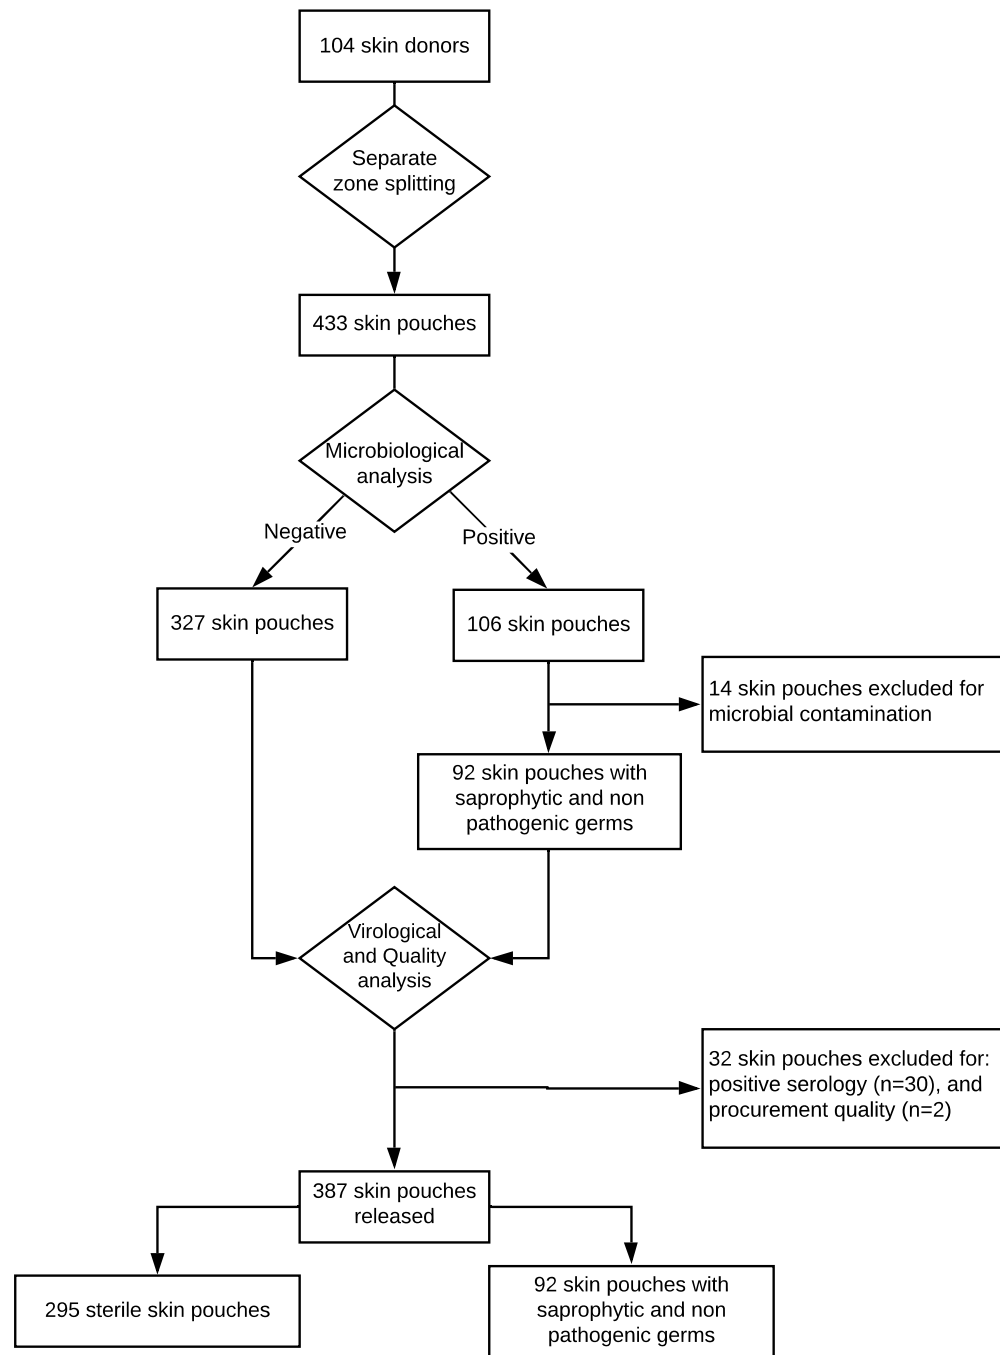 104 skin donors
Separate
zone splitting
433 skin pouches
Microbiological
analysis
Negative
Positive
327 skin pouches
106 skin pouches
14 skin pouches excluded for
microbial contamination
92 skin pouches with
saprophytic and non
pathogenic germs
Virological
and Quality
analysis
32 skin pouches excluded for:
positive serology (n=30), and
procurement quality (n=2)
387 skin pouches
released
295 sterile skin pouches
92 skin pouches with
saprophytic and non
pathogenic germs